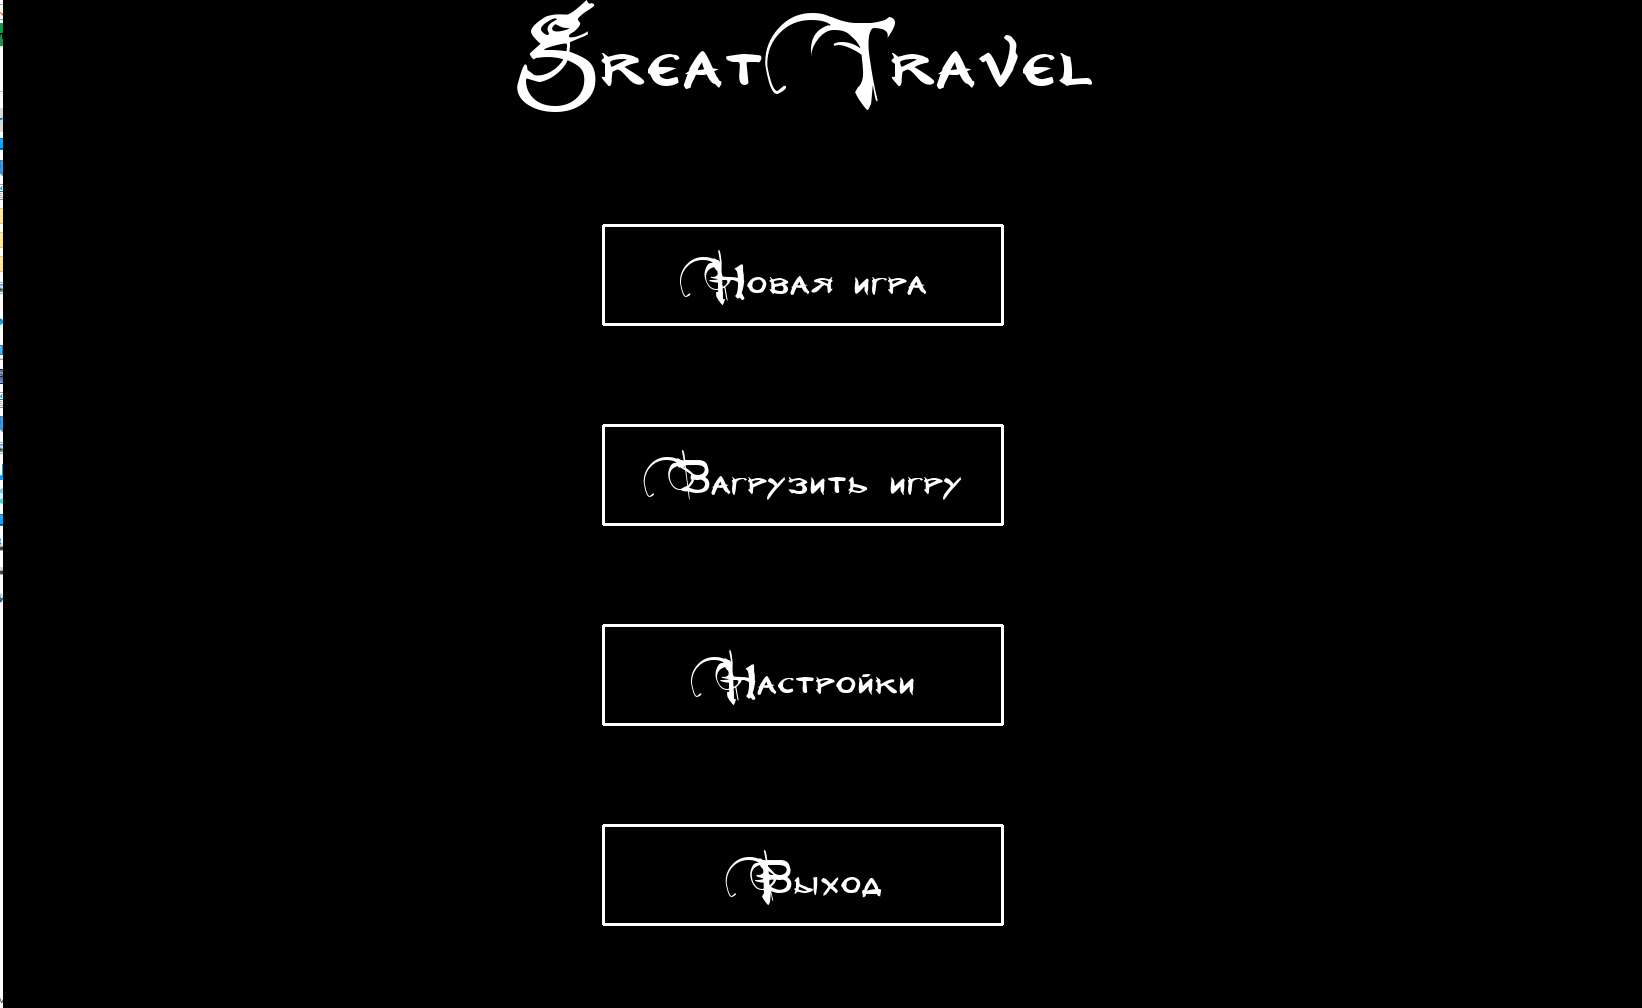 Great Travel
Новая игра
Загрузить игру
Настройки
Выход